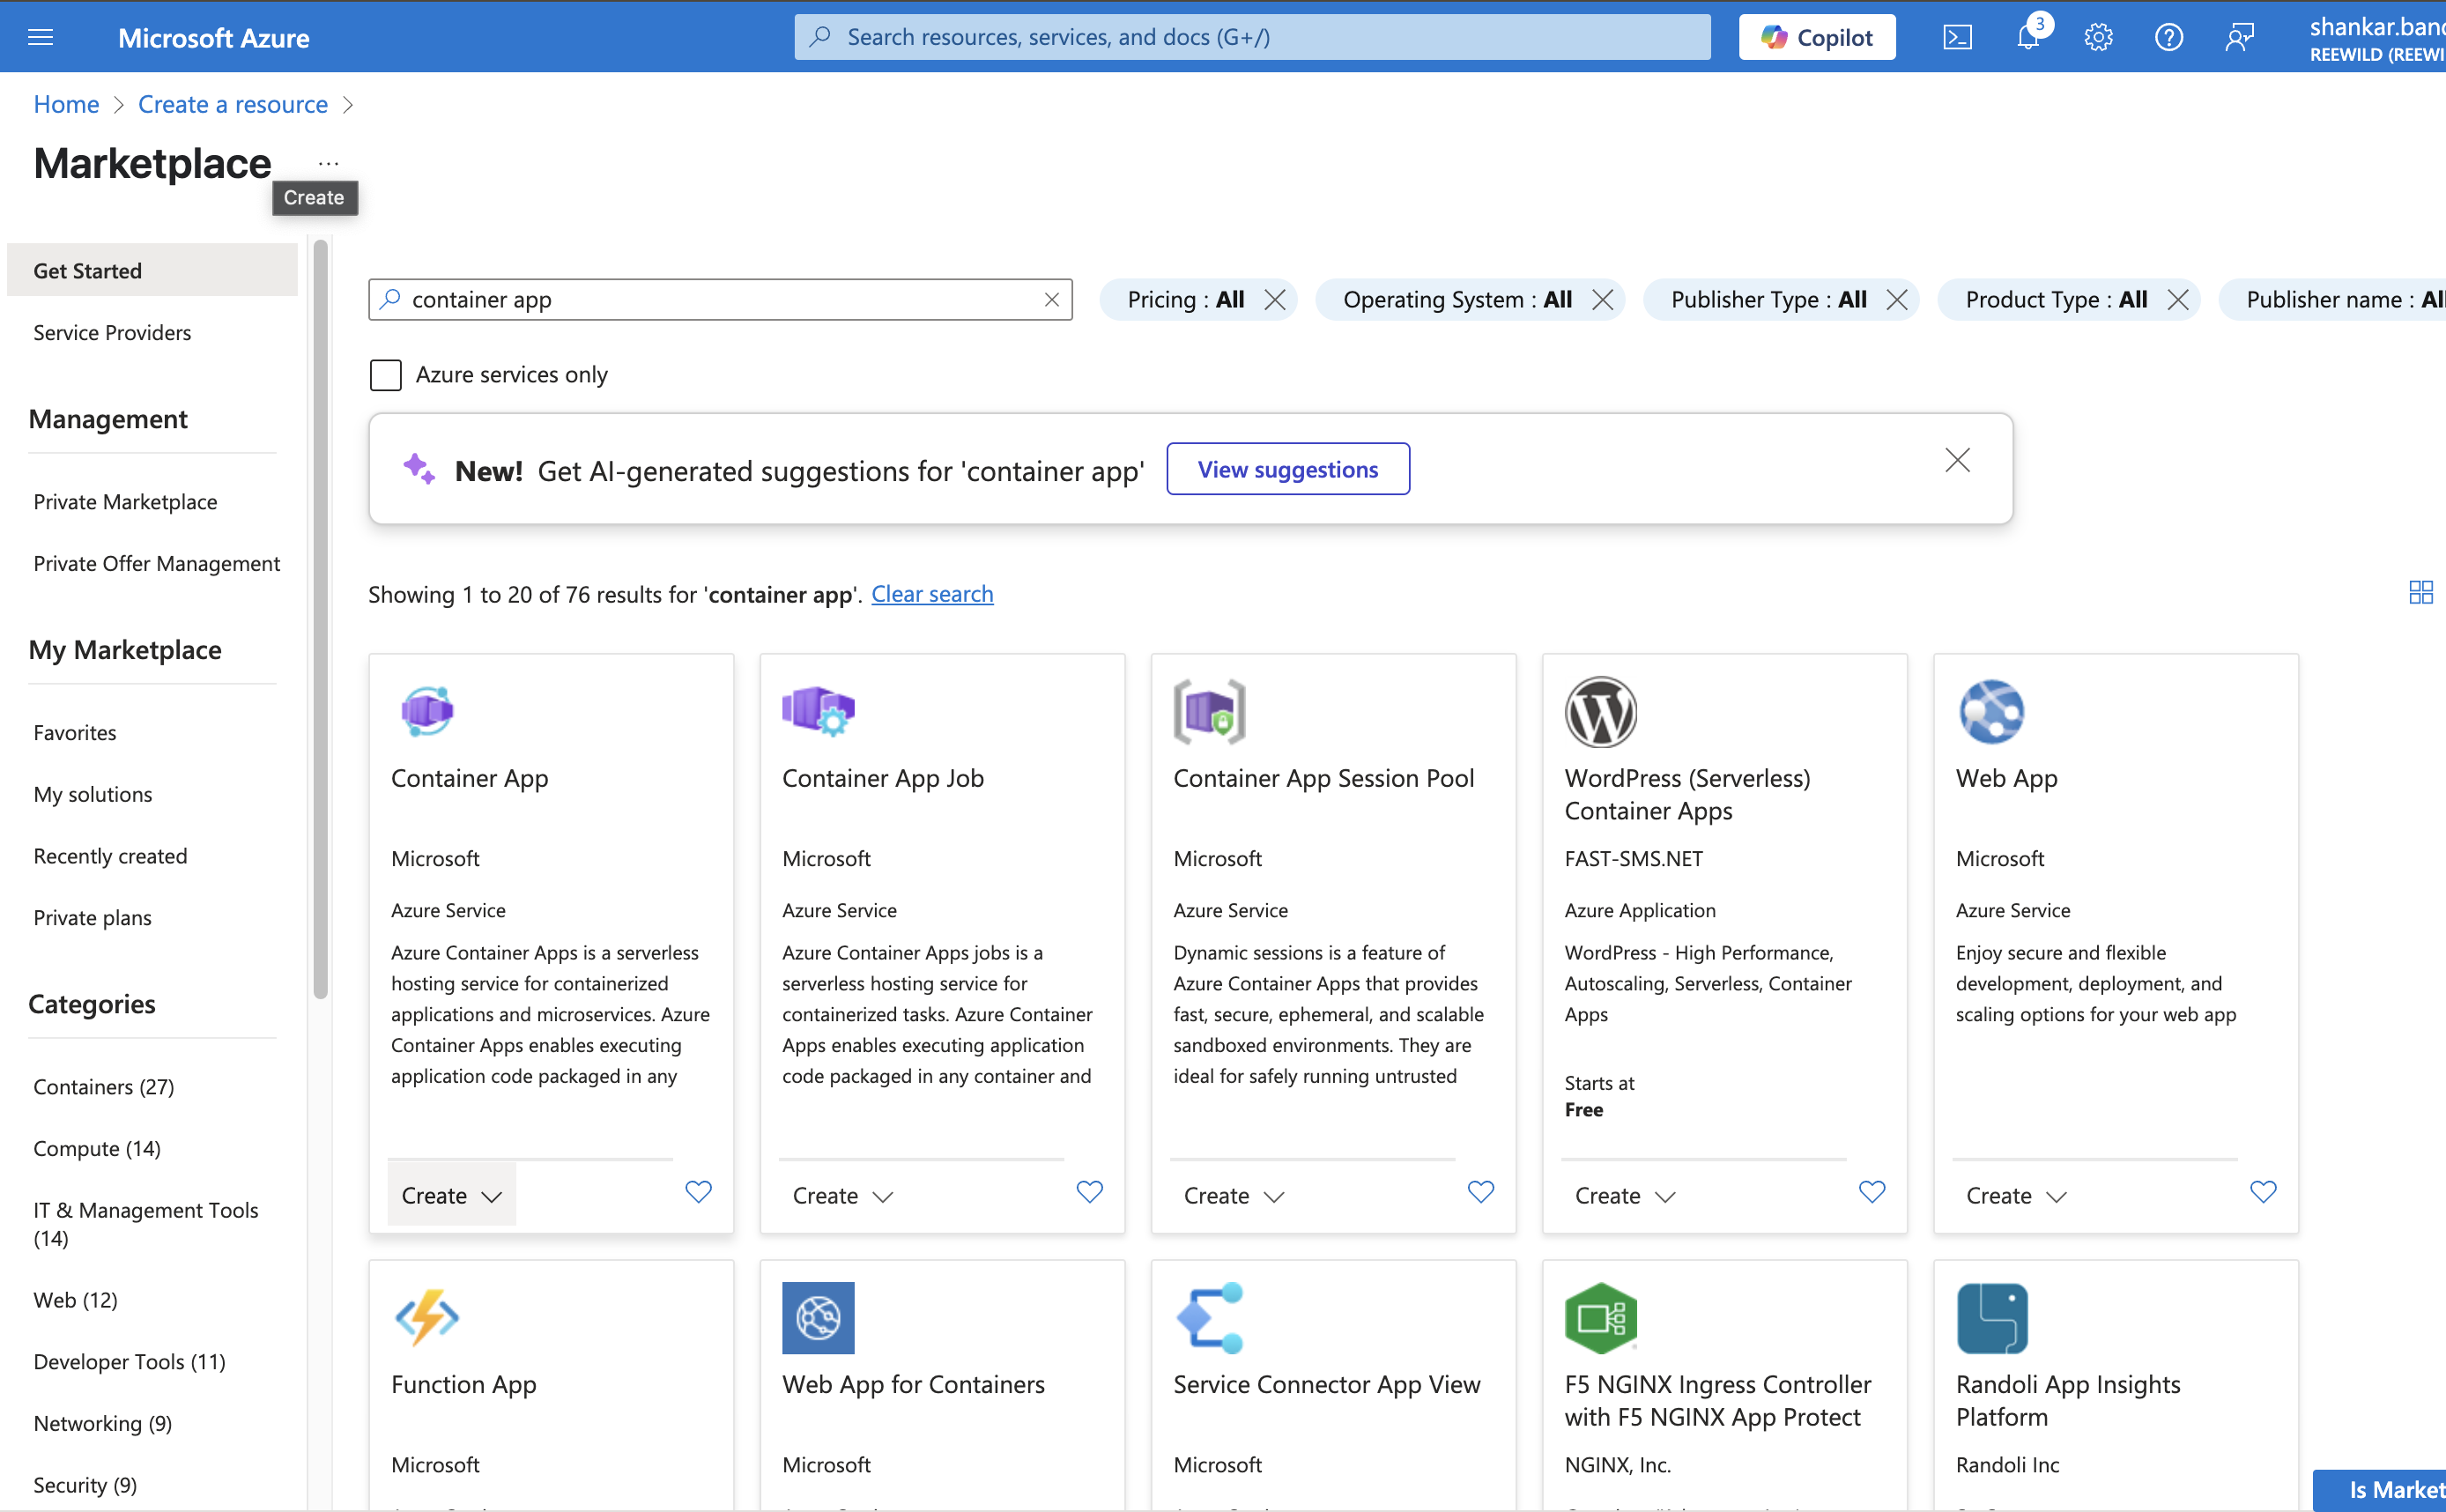 Microsoft Azure
Search resources, services, and docs (G+/)
Copilot
3
shankar.band
REEWILD (REEWI
Home > Create a resource >
Marketplace ...
Create
Get Started
Service Providers
Management
Private Marketplace
Private Offer Management
My Marketplace
Favorites
My solutions
Recently created
Private plans
Categories
Containers (27)
Compute (14)
IT & Management Tools
(14)
Web (12)
Developer Tools (11)
Networking (9)
Security (9)
container app
Pricing : All
Operating System : All
Publisher Type : All
Product Type : All
Publisher name : All
Azure services only
New! Get AI-generated suggestions for 'container app'
View suggestions
Showing 1 to 20 of 76 results for 'container app'. Clear search
Container App
Microsoft
Azure Service
Azure Container Apps is a serverless
hosting service for containerized
applications and microservices. Azure
Container Apps enables executing
application code packaged in any
Create
Container App Job
Microsoft
Azure Service
Azure Container Apps jobs is a
serverless hosting service for
containerized tasks. Azure Container
Apps enables executing application
code packaged in any container and
Create
Container App Session Pool
Microsoft
Azure Service
Dynamic sessions is a feature of
Azure Container Apps that provides
fast, secure, ephemeral, and scalable
sandboxed environments. They are
ideal for safely running untrusted
Create
WordPress (Serverless)
Container Apps
FAST-SMS.NET
Azure Application
WordPress - High Performance,
Autoscaling, Serverless, Container
Apps
Starts at
Free
Create
Web App
Microsoft
Azure Service
Enjoy secure and flexible
development, deployment, and
scaling options for your web app
Create
Function App
Microsoft
Web App for Containers
Microsoft
Service Connector App View
Microsoft
F5 NGINX Ingress Controller
with F5 NGINX App Protect
NGINX, Inc.
Randoli App Insights
Platform
Randoli Inc
Is Market